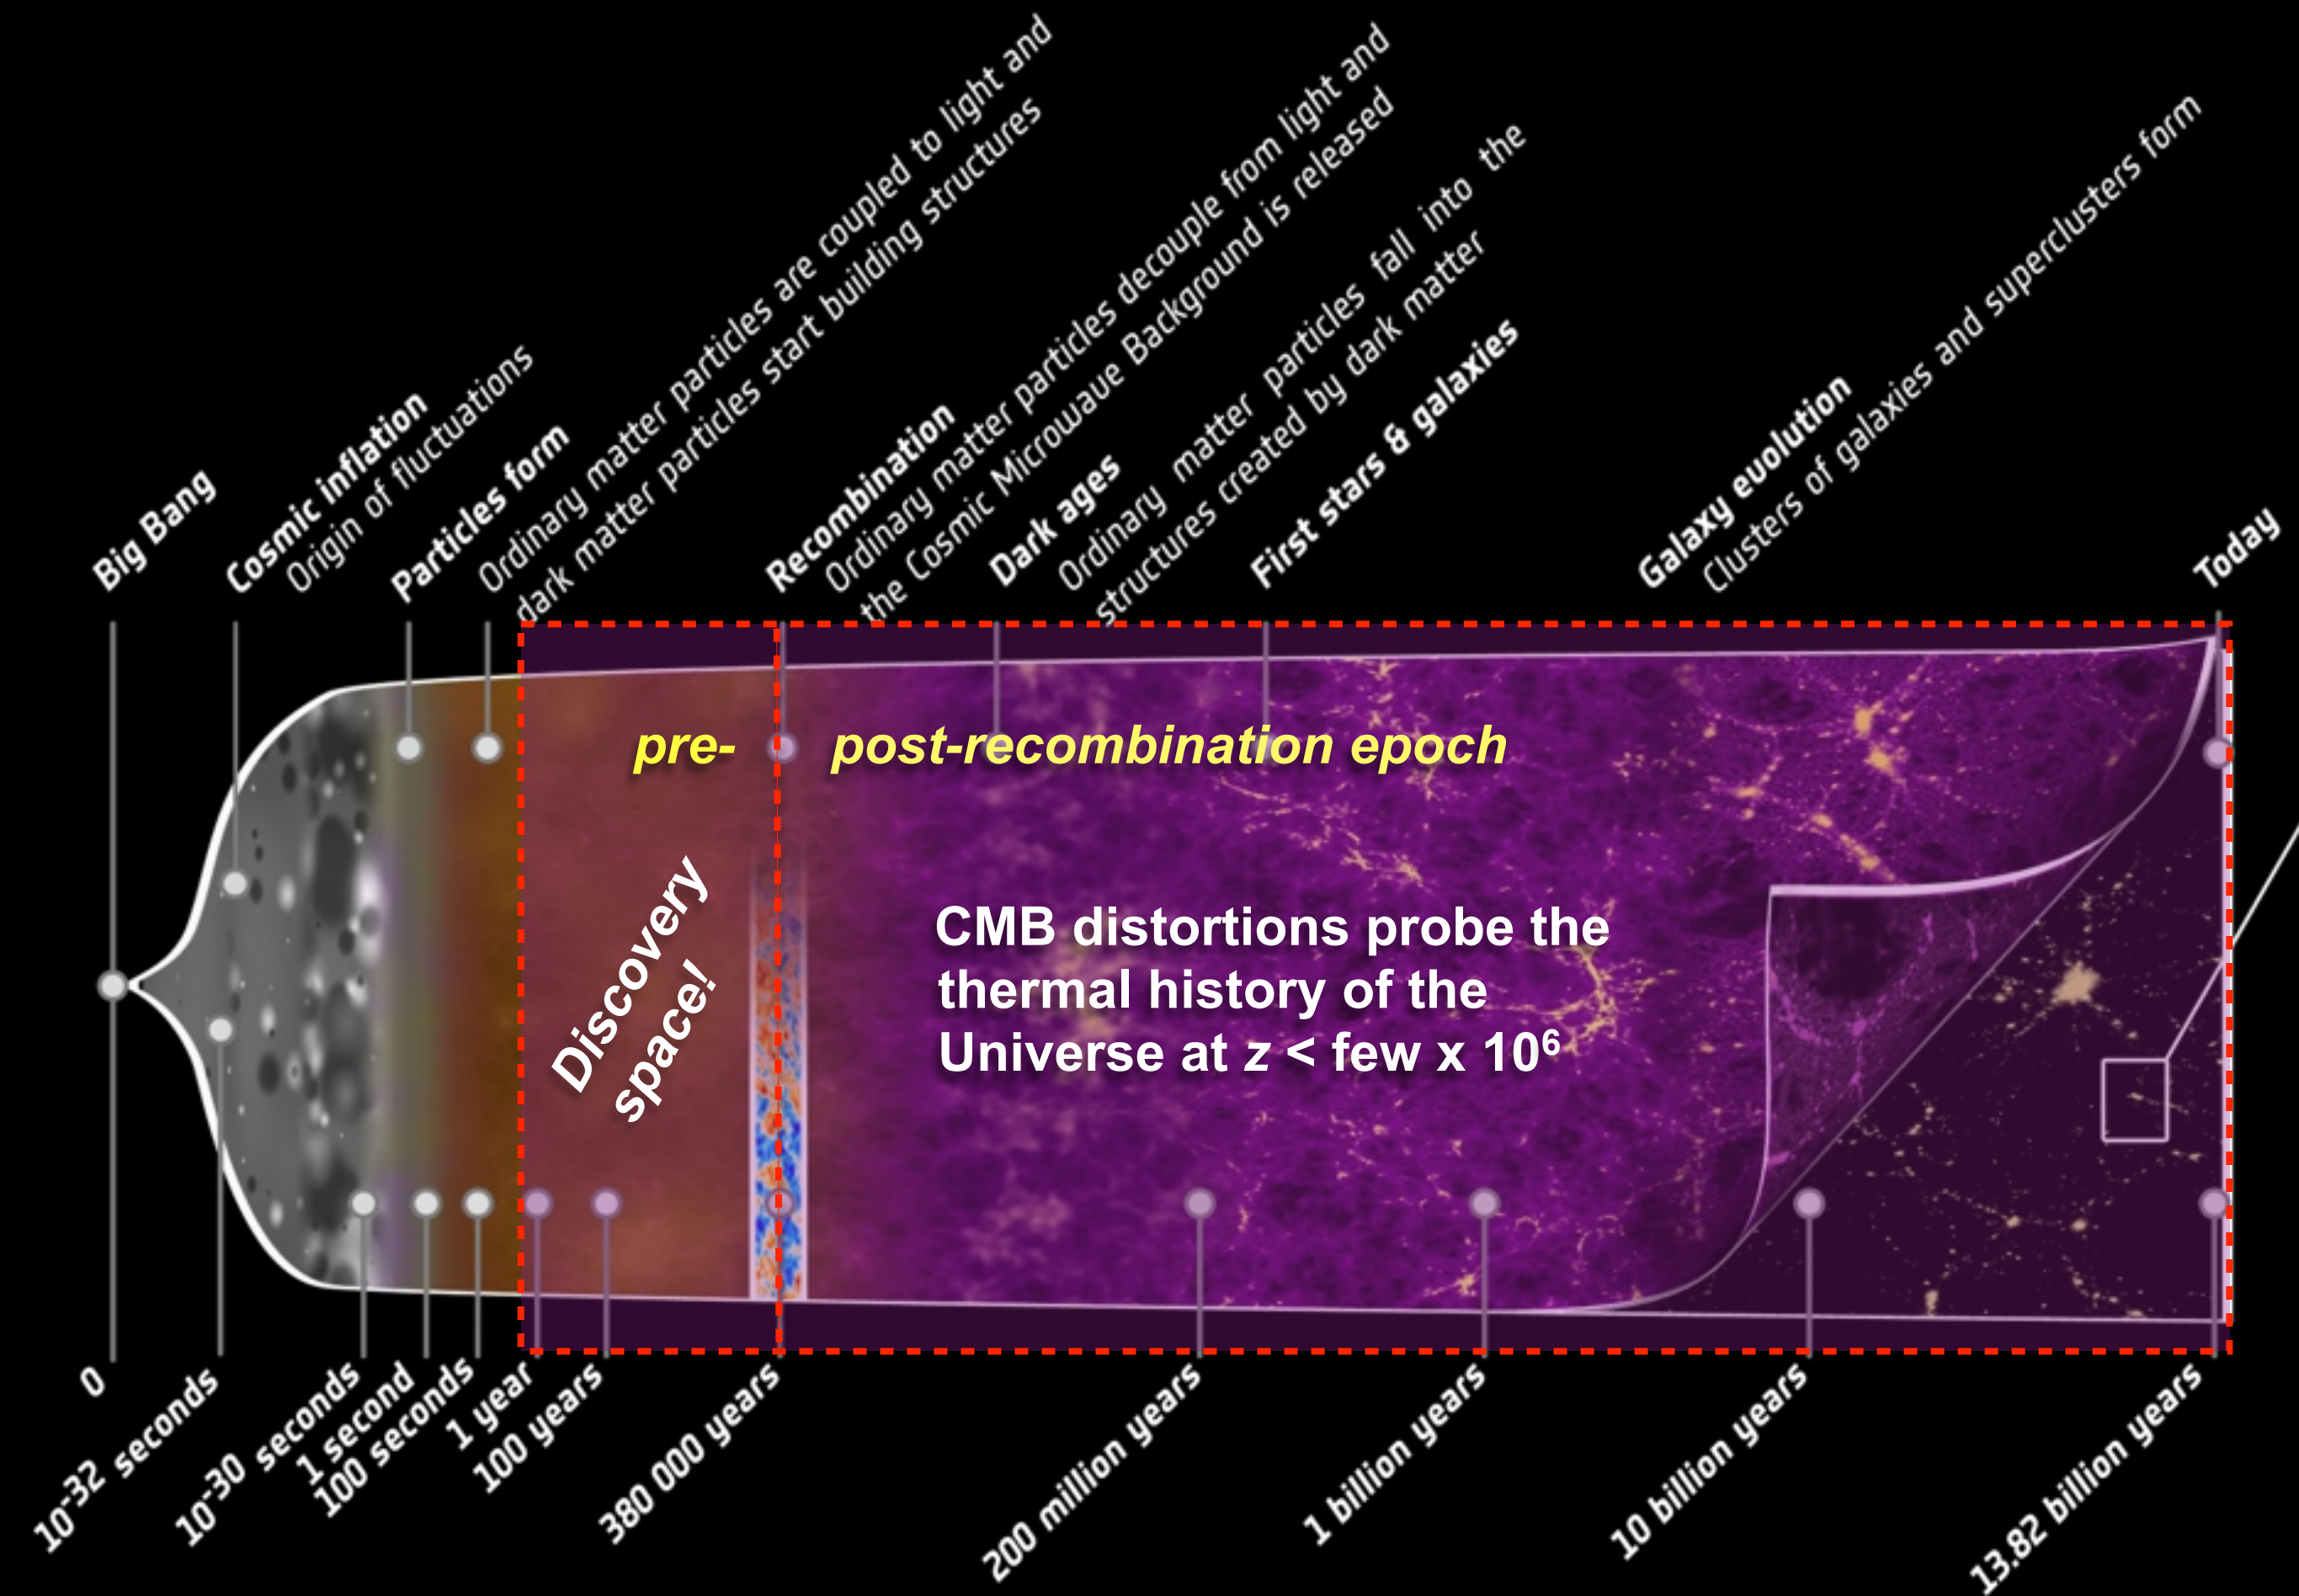 Big Bang
Cosmic inflation
Origin of fluctuations
Particles form
Ordinary matter particles are coupled to light and
dark matter particles start building structures
Recombination
Ordinary matter particles decouple from light and
the Cosmic Microwave Background is released
Dark ages
Ordinary matter particles fall into the
structures created by dark matter
First stars & galaxies
Galaxy evolution
Clusters of galaxies and superclusters form
Today
pre-
post-recombination epoch
Discovery
space!
CMB distortions probe the
thermal history of the
Universe at z < few x 10⁶
0
10-32 seconds
10-30 seconds
1 second
100 seconds
1 year
100 years
380 000 years
200 million years
1 billion years
10 billion years
13.82 billion years